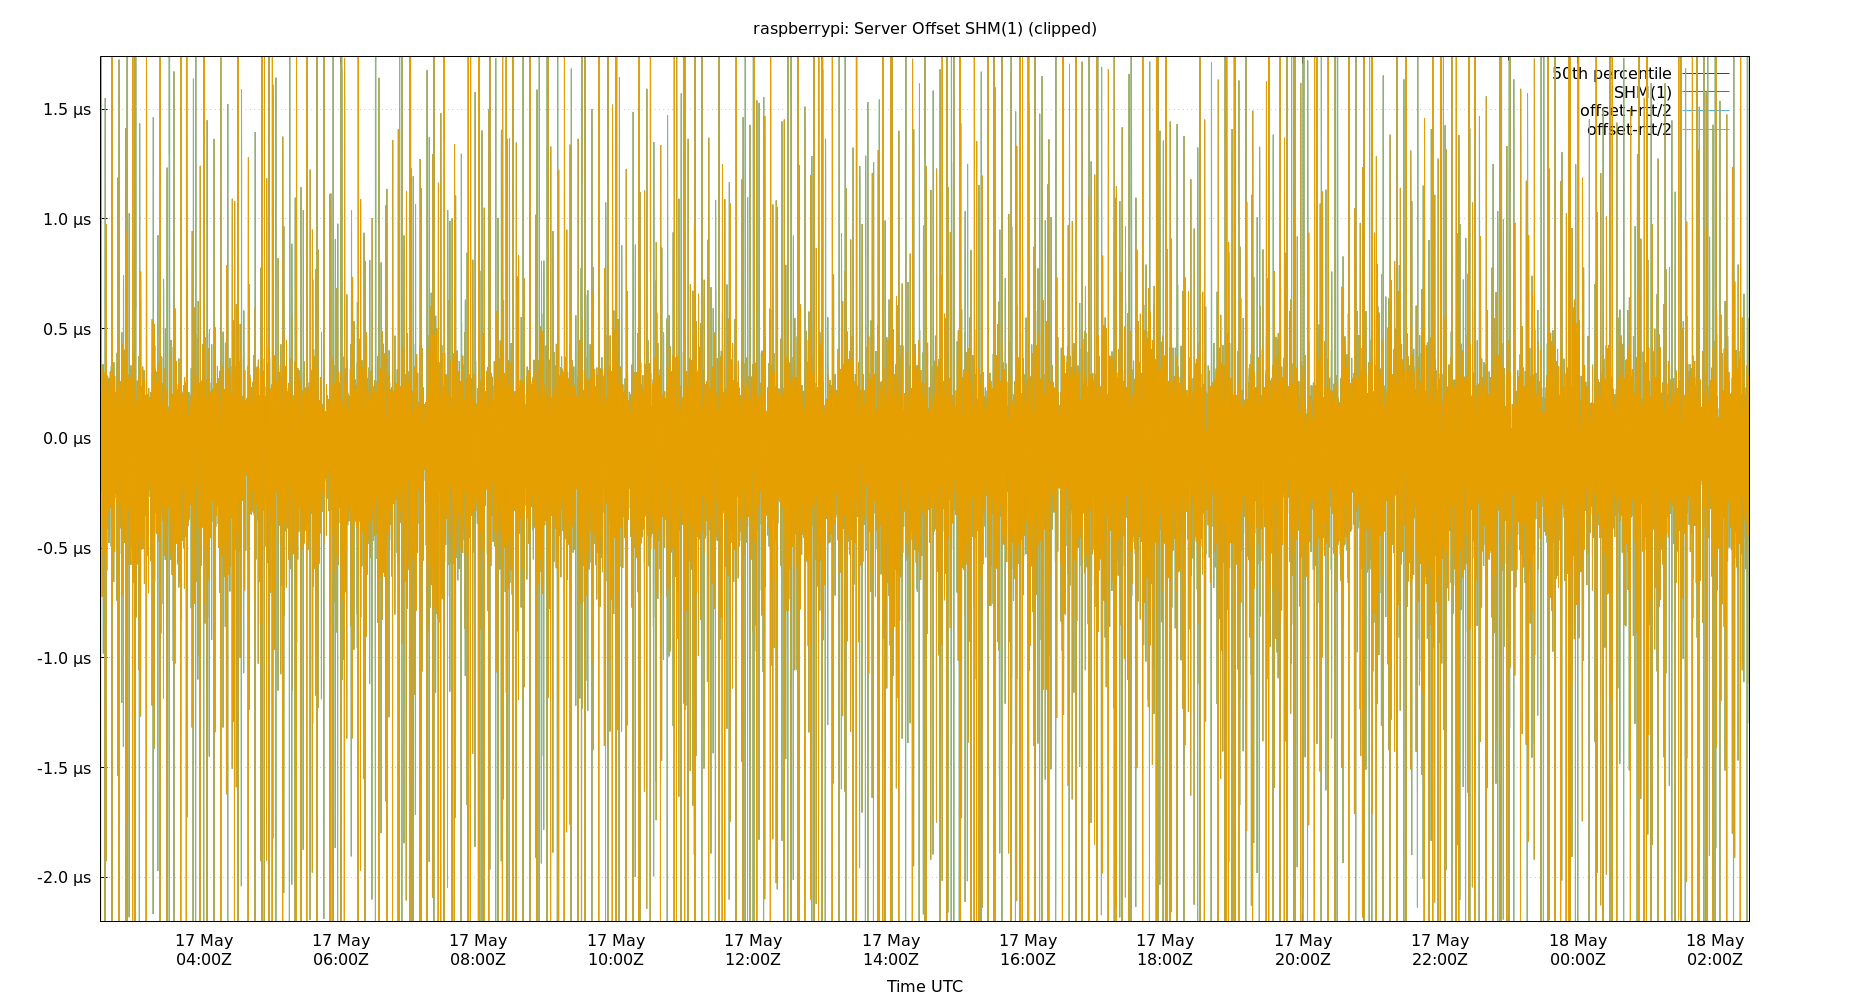 raspberrypi: Server Offset SHM(1) (clipped)
50th percentile
SHM(1)
offset+rtt/2
offset-rtt/2
1.5 µs
1.0 µs
0.5 µs
0.0 µs
-0.5 µs
-1.0 µs
-1.5 µs
-2.0 µs
17 May 17 May 17 May 17 May 17 May 17 May 17 May 17 May 17 May 17 May 18 May 18 May
04:00Z 06:00Z 08:00Z 10:00Z 12:00Z 14:00Z 16:00Z 18:00Z 20:00Z 22:00Z 00:00Z 02:00Z
Time UTC